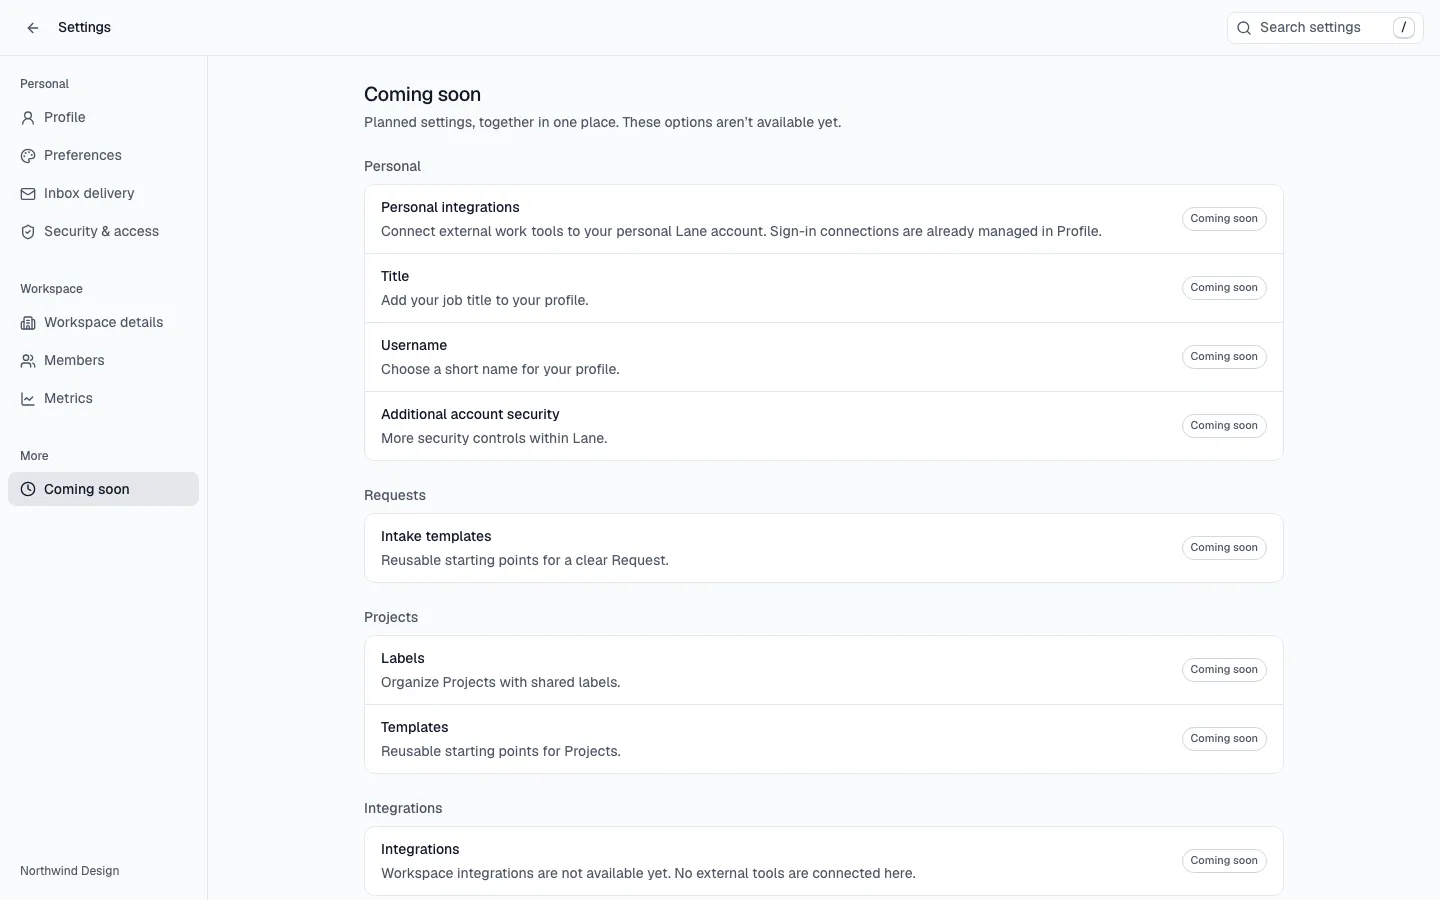 Settings
Search settings
/
Personal
Profile
Preferences
Inbox delivery
Security & access
Workspace
Workspace details
Members
Metrics
More
Coming soon
Northwind Design
Coming soon
Planned settings, together in one place. These options aren't available yet.
Personal
Personal integrations
Connect external work tools to your personal Lane account. Sign-in connections are already managed in Profile.
Coming soon
Title
Add your job title to your profile.
Coming soon
Username
Choose a short name for your profile.
Coming soon
Additional account security
More security controls within Lane.
Coming soon
Requests
Intake templates
Reusable starting points for a clear Request.
Coming soon
Projects
Labels
Organize Projects with shared labels.
Coming soon
Templates
Reusable starting points for Projects.
Coming soon
Integrations
Integrations
Workspace integrations are not available yet. No external tools are connected here.
Coming soon